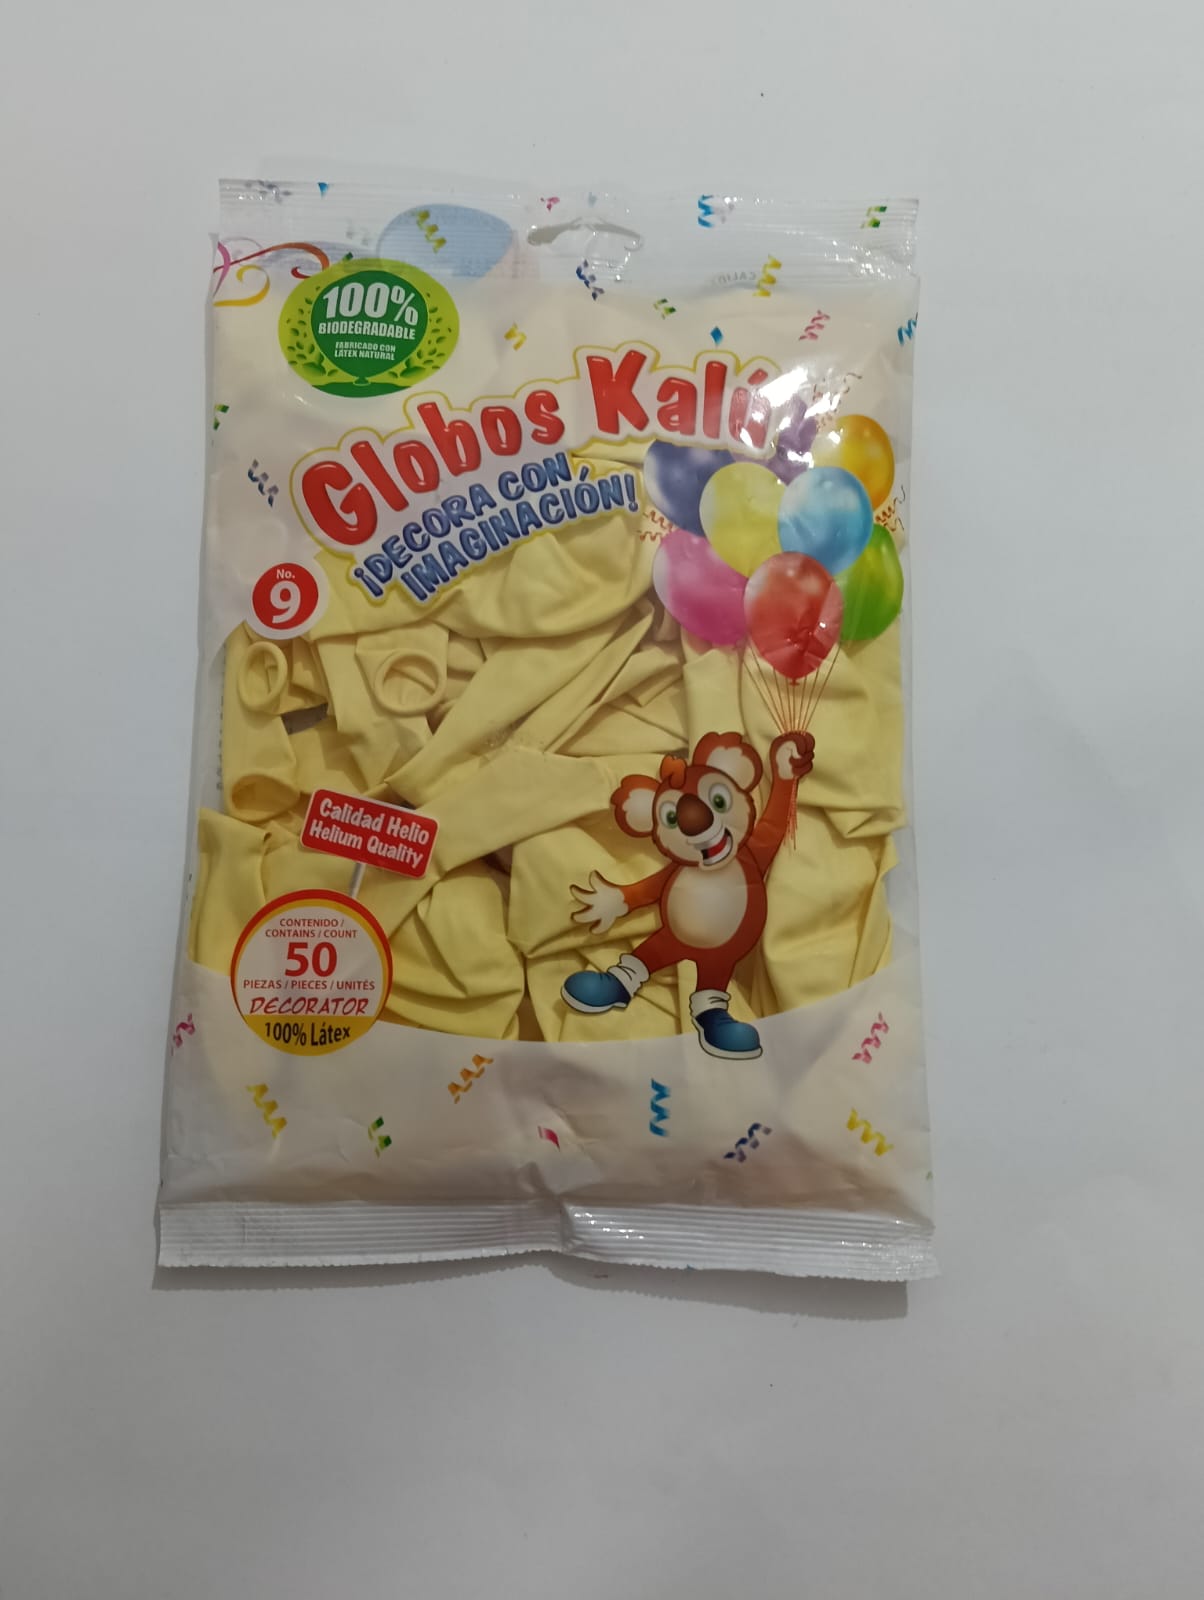 100%
BIODEGRADABLE
FABRICADO CON
LATEX NATURAL
Globos Kalú
¡DECORA CON
IMAGINACIÓN!
No.
9
Calidad Helio
Helium Quality
CONTENIDO /
CONTAINS / COUNT
50
PIEZAS / PIECES / UNITÉS
DECORATOR
100% Látex